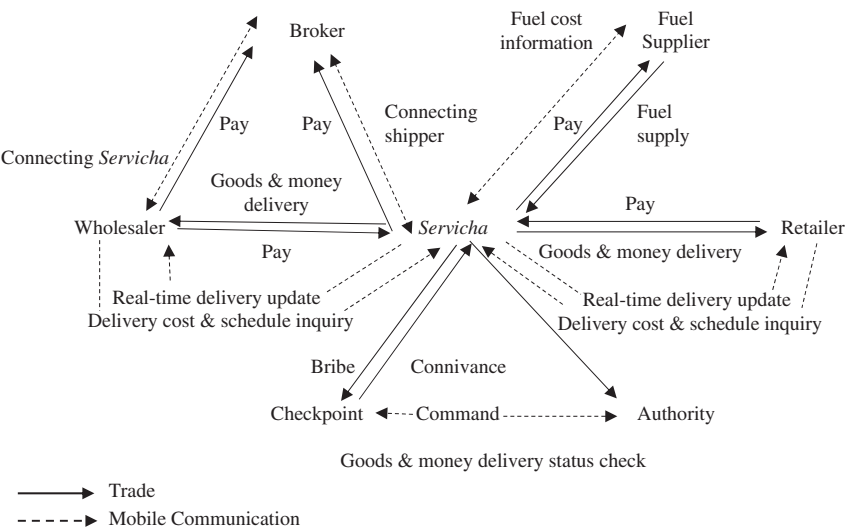 Broker
Fuel cost
information
Fuel
Supplier
Pay
Pay
Connecting
shipper
Pay
Fuel
supply
Connecting Servicha
Goods & money
delivery
Pay
Wholesaler
Servicha
Retailer
Pay
Goods & money delivery
Real-time delivery update
Delivery cost & schedule inquiry
Real-time delivery update
Delivery cost & schedule inquiry
Bribe
Connivance
Checkpoint
Command
Authority
Goods & money delivery status check
Trade
Mobile Communication